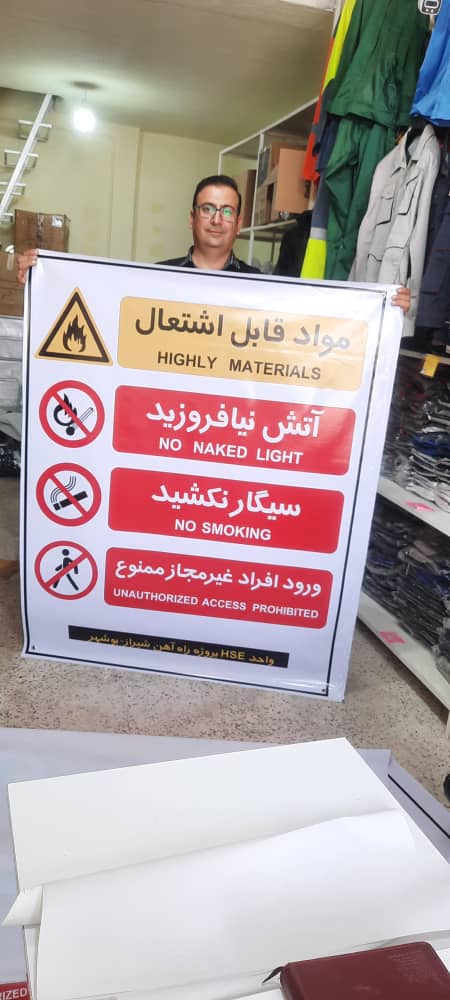 مواد قابل اشتعال
HIGHLY MATERIALS
آتش نیافروزید
NO NAKED LIGHT
سیگار نکشید
NO SMOKING
ورود افراد غیرمجاز ممنوع
UNAUTHORIZED ACCESS PROHIBITED
واحد HSE پروژه راه آهن شیراز-بوشهر
RIZED